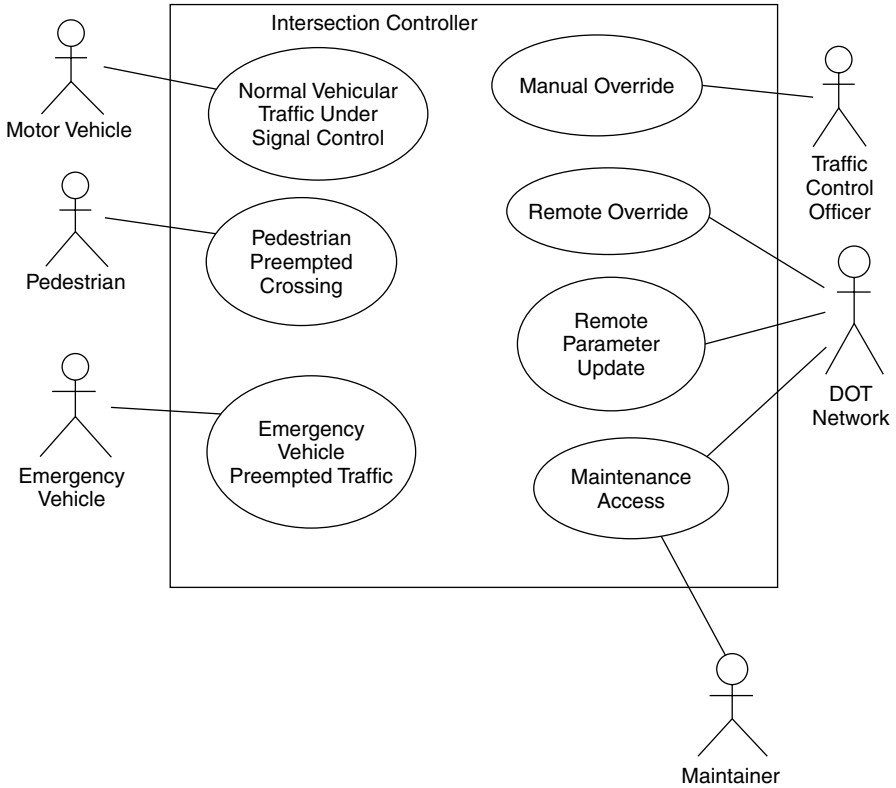 Intersection Controller
Motor Vehicle
Normal Vehicular
Traffic Under
Signal Control
Manual Override
Traffic
Control
Officer
Pedestrian
Pedestrian
Preempted
Crossing
Remote Override
Remote
Parameter
Update
DOT
Network
Emergency
Vehicle
Emergency
Vehicle
Preempted Traffic
Maintenance
Access
Maintainer